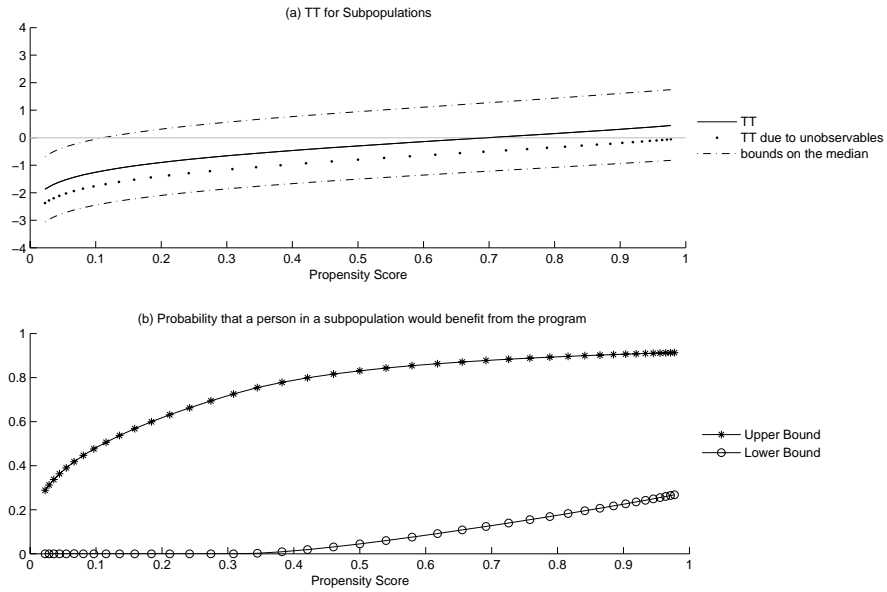 (a) TT for Subpopulations
4
3
2
1
0
–1
–2
–3
–4
0 0.1 0.2 0.3 0.4 0.5 0.6 0.7 0.8 0.9 1
Propensity Score
TT
TT due to unobservables
bounds on the median
(b) Probability that a person in a subpopulation would benefit from the program
1
0.8
0.6
0.4
0.2
0
0 0.1 0.2 0.3 0.4 0.5 0.6 0.7 0.8 0.9 1
Propensity Score
Upper Bound
Lower Bound